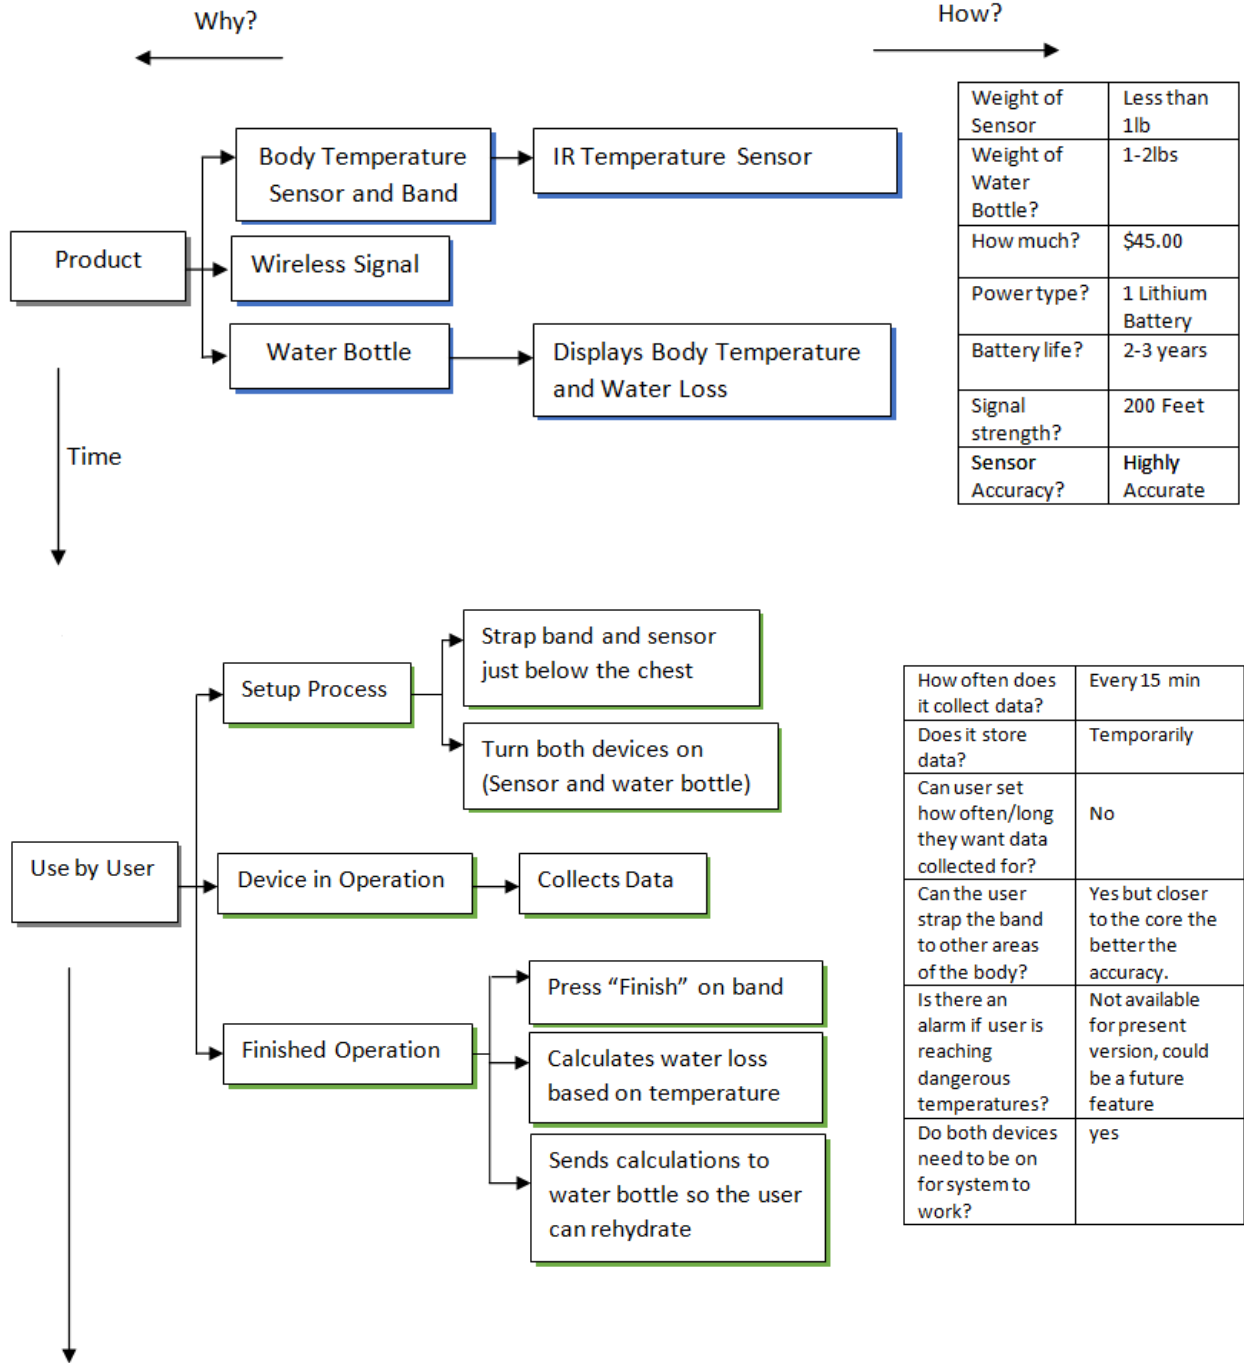 Why?
How?
Body Temperature
Sensor and Band
IR Temperature Sensor
Product
Wireless Signal
Water Bottle
Displays Body Temperature
and Water Loss
Time
Weight of
Sensor
Less than
1lb
Weight of
Water
Bottle?
1-2lbs
How much?
$45.00
Power type?
1 Lithium
Battery
Battery life?
2-3 years
Signal
strength?
200 Feet
Sensor
Accuracy?
Highly
Accurate
Strap band and sensor
just below the chest
Setup Process
Turn both devices on
(Sensor and water bottle)
Use by User
Device in Operation
Collects Data
Press “Finish” on band
Finished Operation
Calculates water loss
based on temperature
Sends calculations to
water bottle so the user
can rehydrate
How often does
it collect data?
Every 15 min
Does it store
data?
Temporarily
Can user set
how often/long
they want data
collected for?
No
Can the user
strap the band
to other areas
of the body?
Yes but closer
to the core the
better the
accuracy.
Is there an
alarm if user is
reaching
dangerous
temperatures?
Not available
for present
version, could
be a future
feature
Do both devices
need to be on
for system to
work?
yes